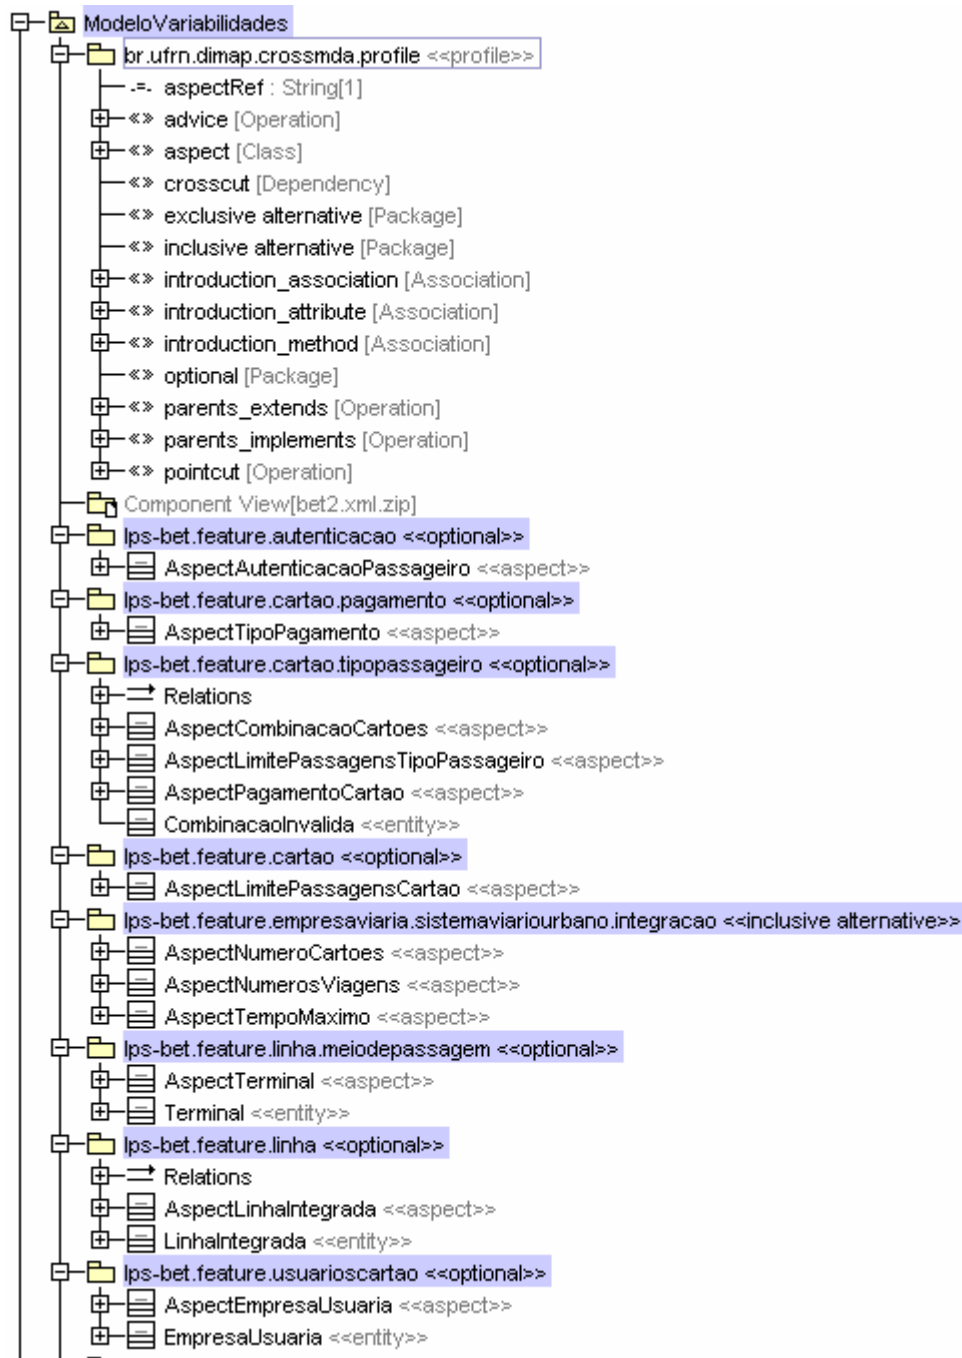 ModeloVariabilidades
br.ufrn.dimap.crossmda.profile <<profile>>
-=- aspectRef : String[1]
«» advice [Operation]
«» aspect [Class]
«» crosscut [Dependency]
«» exclusive alternative [Package]
«» inclusive alternative [Package]
«» introduction_association [Association]
«» introduction_attribute [Association]
«» introduction_method [Association]
«» optional [Package]
«» parents_extends [Operation]
«» parents_implements [Operation]
«» pointcut [Operation]
Component View[bet2.xml.zip]
lps-bet.feature.autenticacao <<optional>>
AspectAutenticacaoPassageiro <<aspect>>
lps-bet.feature.cartao.pagamento <<optional>>
AspectTipoPagamento <<aspect>>
lps-bet.feature.cartao.tipopassageiro <<optional>>
Relations
AspectCombinacaoCartoes <<aspect>>
AspectLimitePassagensTipoPassageiro <<aspect>>
AspectPagamentoCartao <<aspect>>
CombinacaoInvalida <<entity>>
lps-bet.feature.cartao <<optional>>
AspectLimitePassagensCartao <<aspect>>
lps-bet.feature.empresaviaria.sistemaviariourbano.integracao <<inclusive alternative>>
AspectNumeroCartoes <<aspect>>
AspectNumerosViagens <<aspect>>
AspectTempoMaximo <<aspect>>
lps-bet.feature.linha.meiodepassagem <<optional>>
AspectTerminal <<aspect>>
Terminal <<entity>>
lps-bet.feature.linha <<optional>>
Relations
AspectLinhaIntegrada <<aspect>>
LinhaIntegrada <<entity>>
lps-bet.feature.usuarioscartao <<optional>>
AspectEmpresaUsuaria <<aspect>>
EmpresaUsuaria <<entity>>